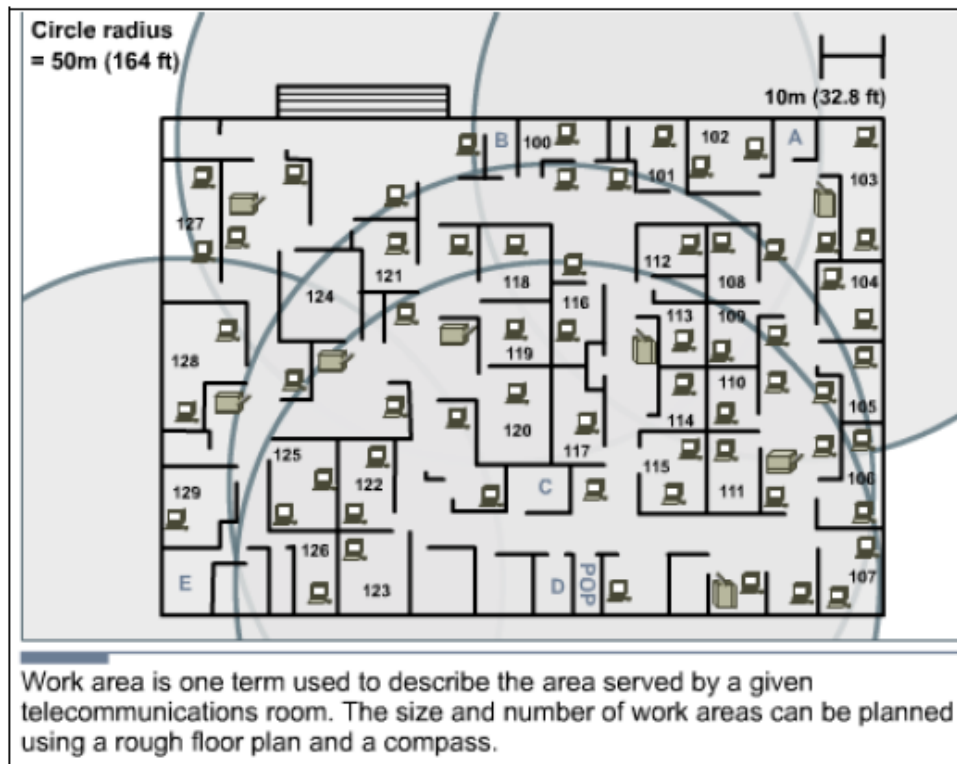 Circle radius
= 50m (164 ft)
10m (32.8 ft)
B 100 101 102 A
103
127
121 118 112 108 104
124 116
113 109
128 119
110 105
120 114
125 117
122 C 115 111 106
129
126
E 123 D POP 107
Work area is one term used to describe the area served by a given
telecommunications room. The size and number of work areas can be planned
using a rough floor plan and a compass.